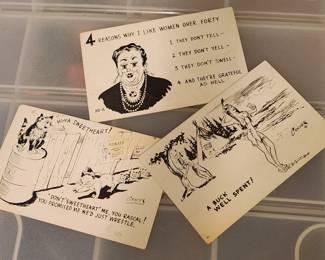 4 REASONS WHY I LIKE WOMEN OVER FORTY
1. THEY DON'T TELL-
2. THEY DON'T YELL-
3. THEY DON'T SWELL-
4. AND THEY'RE GRATEFUL
AS HELL.
HIYA SWEETHEART!
"DON'T "SWEETHEART" ME, YOU RASCAL!
YOU PROMISED ME WE'D JUST WRESTLE.
A BUCK
WELL SPENT!